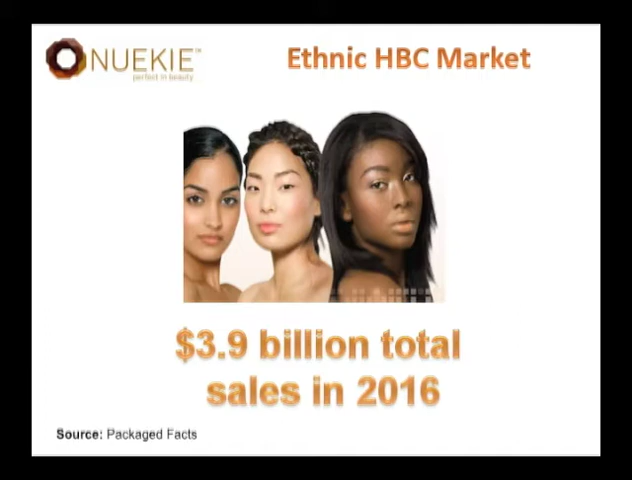 NUEKIE™
perfect in beauty
Ethnic HBC Market
$3.9 billion total
sales in 2016
Source: Packaged Facts